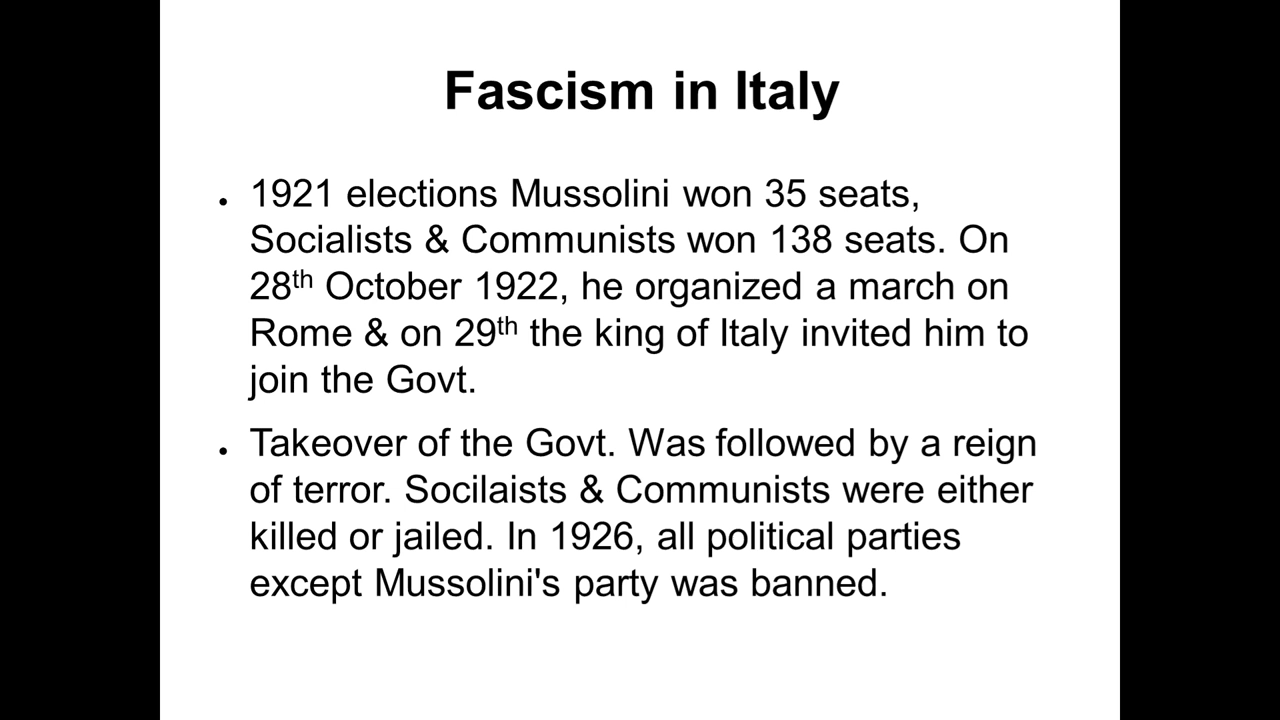 Fascism in Italy
● 1921 elections Mussolini won 35 seats,
Socialists & Communists won 138 seats. On
28th October 1922, he organized a march on
Rome & on 29th the king of Italy invited him to
join the Govt.
● Takeover of the Govt. Was followed by a reign
of terror. Socilaists & Communists were either
killed or jailed. In 1926, all political parties
except Mussolini's party was banned.